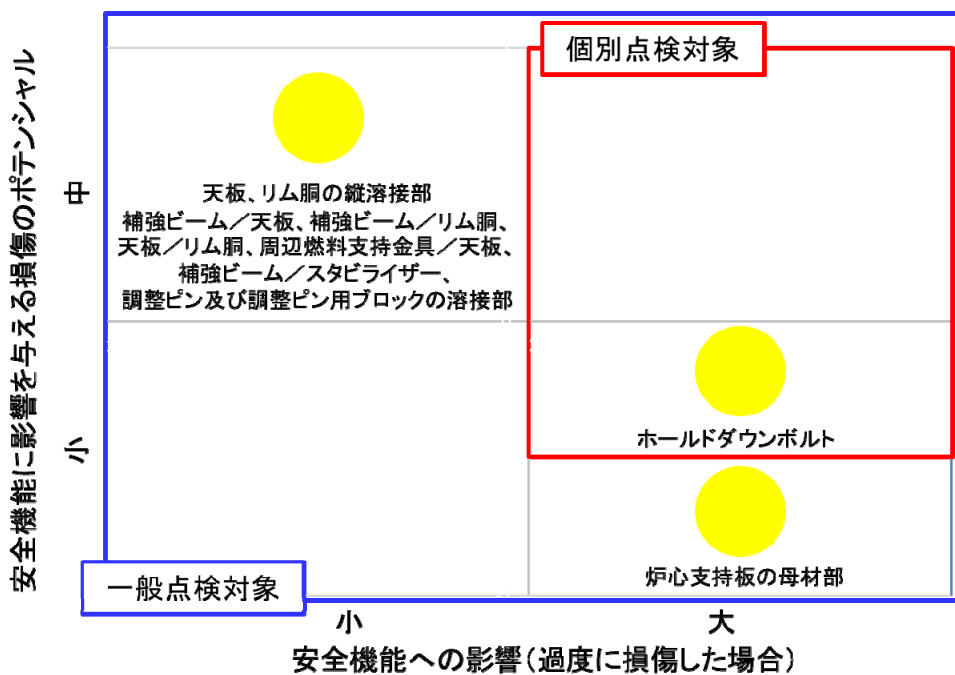 個別点検対象
安全機能に影響を与える損傷のポテンシャル
中
天板、リム胴の縦溶接部
補強ビーム／天板、補強ビーム／リム胴、
天板／リム胴、周辺燃料支持金具／天板、
補強ビーム／スタビライザー、
調整ピン及び調整ピン用ブロックの溶接部
小
ホールドダウンボルト
炉心支持板の母材部
一般点検対象
小
大
安全機能への影響(過度に損傷した場合)